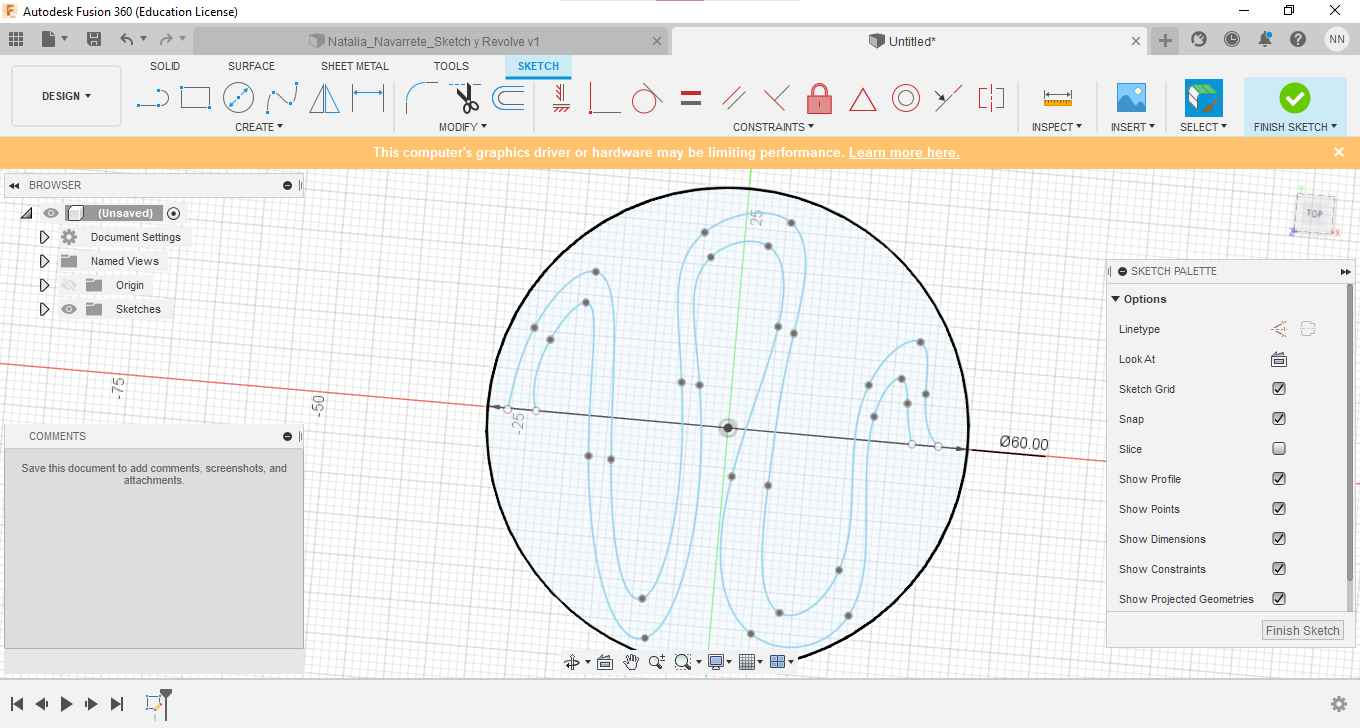 Autodesk Fusion 360 (Education License)
Natalia_Navarrete_Sketch y Revolve v1
Untitled*
NN
SOLID
SURFACE
SHEET METAL
TOOLS
SKETCH
DESIGN
CREATE
MODIFY
CONSTRAINTS
INSPECT
INSERT
SELECT
FINISH SKETCH
This computer's graphics driver or hardware may be limiting performance. Learn more here.
BROWSER
(Unsaved)
Document Settings
Named Views
Origin
Sketches
COMMENTS
Save this document to add comments, screenshots, and
attachments.
-75
-50
-25
25
Ø60.00
TOP
Y
Z
X
SKETCH PALETTE
Options
Linetype
Look At
Sketch Grid
Snap
Slice
Show Profile
Show Points
Show Dimensions
Show Constraints
Show Projected Geometries
Finish Sketch